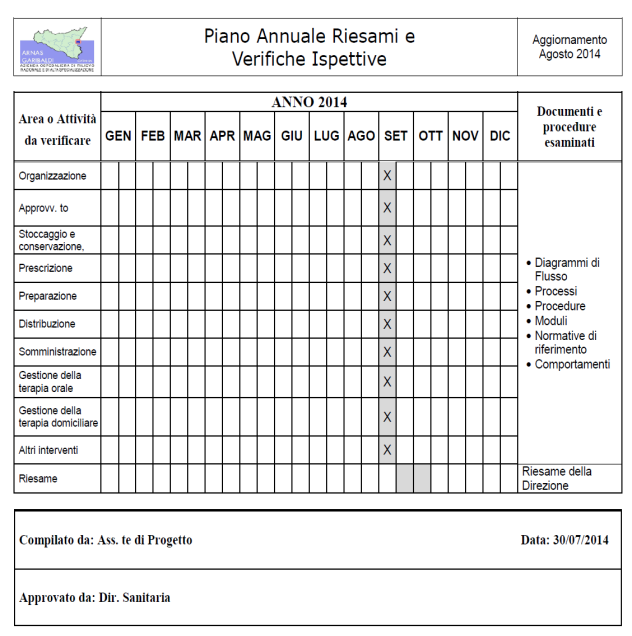 Piano Annuale Riesami e
Verifiche Ispettive
Aggiornamento
Agosto 2014
ARNAS
GARIBALDI
Area o Attività
da verificare
ANNO 2014
GEN FEB MAR APR MAG GIU LUG AGO SET OTT NOV DIC
Documenti e
procedure
esaminati
Organizzazione X
Approvv. to X
Stoccaggio e
conservazione, X
Prescrizione X
Preparazione X
Distribuzione X
Somministrazione X
Gestione della
terapia orale X
Gestione della
terapia domiciliare X
Altri interventi X
• Diagrammi di
Flusso
• Processi
• Procedure
• Moduli
• Normative di
riferimento
• Comportamenti
Riesame
Riesame della
Direzione
Compilato da: Ass. te di Progetto Data: 30/07/2014
Approvato da: Dir. Sanitaria